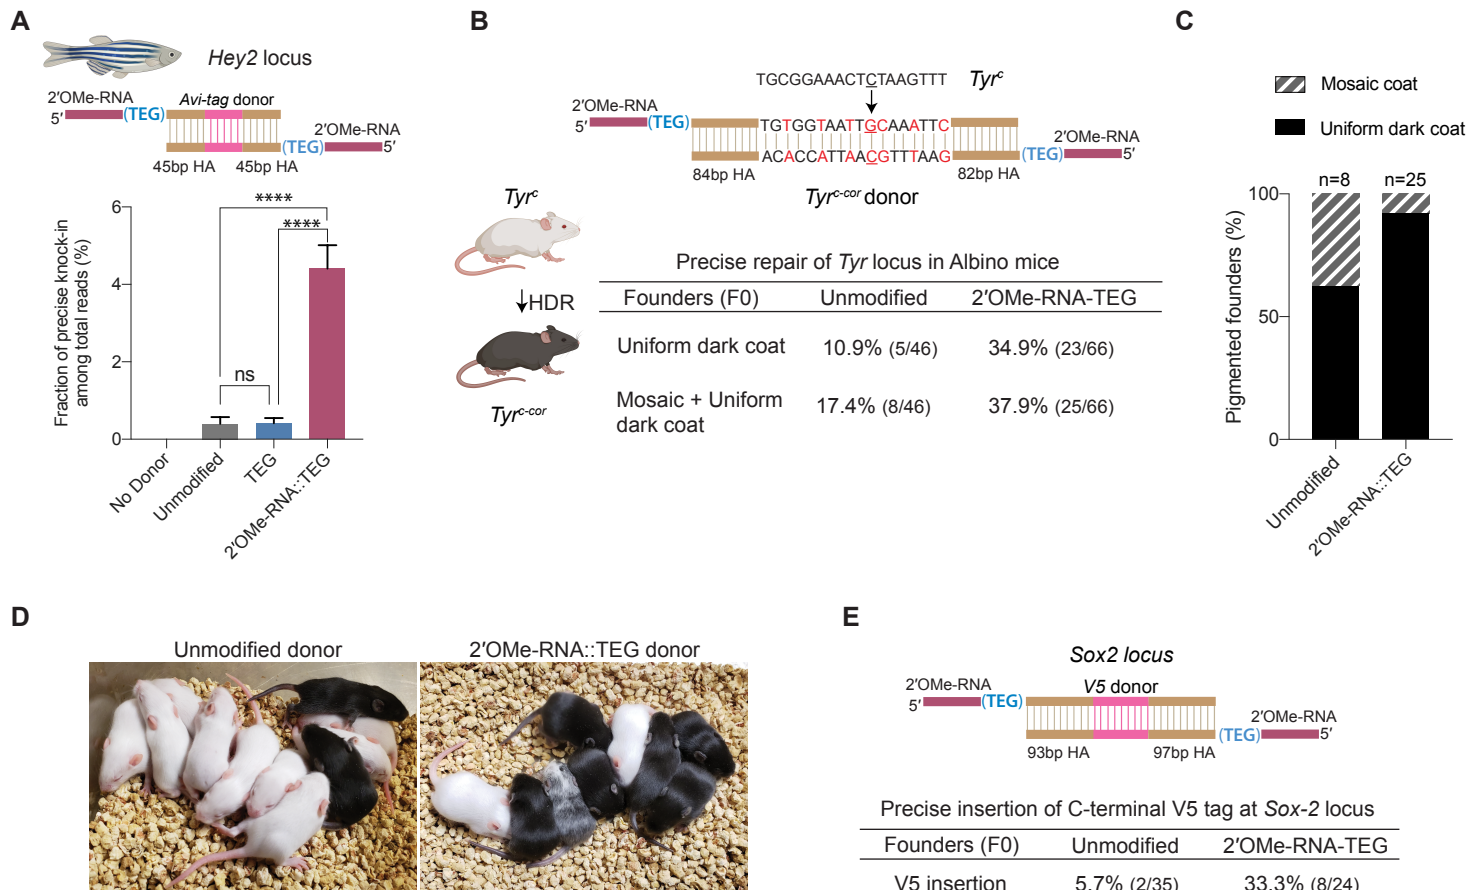 A
Hey2 locus
2'OMe-RNA
5'
(TEG)
Avi-tag donor
2'OMe-RNA
(TEG)
5'
45bp HA
45bp HA
Fraction of precise knock-in
among total reads (%)
6
4
2
0
****
****
ns
No Donor
Unmodified
TEG
2'OMe-RNA::TEG
B
TGCGGAAACTCTAAGTTT
Tyrc
2'OMe-RNA
5'
(TEG)
TGTGGTAATTGCAAATTC
ACACCATTAACGTTTAAG
2'OMe-RNA
(TEG)
5'
84bp HA
82bp HA
Tyrc-cor donor
Tyrc
HDR
Tyrc-cor
Precise repair of Tyr locus in Albino mice
Founders (F0) Unmodified 2'OMe-RNA-TEG
Uniform dark coat 10.9% (5/46) 34.9% (23/66)
Mosaic + Uniform
dark coat
17.4% (8/46) 37.9% (25/66)
C
Mosaic coat
Uniform dark coat
n=8 n=25
Pigmented founders (%)
100
50
0
Unmodified
2'OMe-RNA::TEG
D
Unmodified donor
2'OMe-RNA::TEG donor
E
Sox2 locus
2'OMe-RNA
5'
(TEG)
V5 donor
2'OMe-RNA
(TEG)
5'
93bp HA
97bp HA
Precise insertion of C-terminal V5 tag at Sox-2 locus
Founders (F0) Unmodified 2'OMe-RNA-TEG
V5 insertion 5.7% (2/35) 33.3% (8/24)